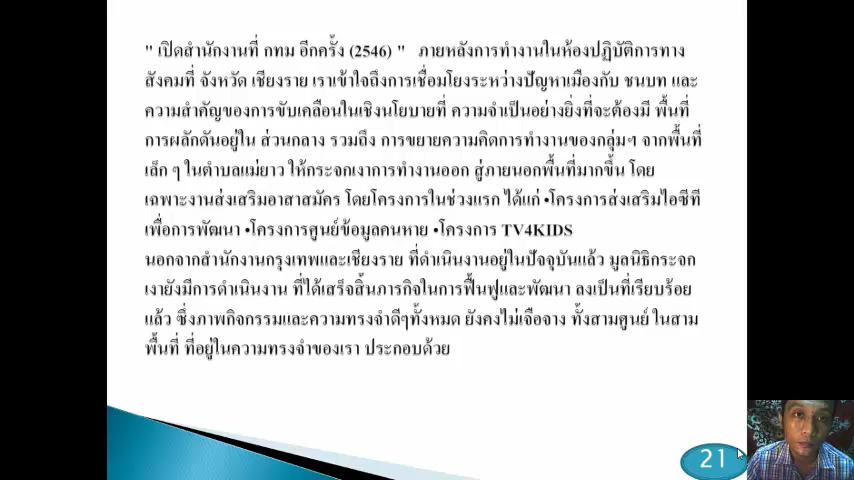 " เปิดสำนักงานที่ กทม อีกครั้ง (2546) " ภายหลังการทำงานในห้องปฏิบัติการทาง
สังคมที่ จังหวัด เชียงราย เราเข้าใจถึงการเชื่อมโยงระหว่างปัญหาเมืองกับ ชนบท และ
ความสำคัญของการขับเคลื่อนในเชิงนโยบายที่ ความจำเป็นอย่างยิ่งที่จะต้องมี พื้นที่
การผลักดันอยู่ใน ส่วนกลาง รวมถึง การขยายความคิดการทำงานของกลุ่มฯ จากพื้นที่
เล็ก ๆ ในตำบลแม่ยาว ให้กระจกเงาการทำงานออก สู่ภายนอกพื้นที่มากขึ้น โดย
เฉพาะงานส่งเสริมอาสาสมัคร โดยโครงการในช่วงแรก ได้แก่ •โครงการส่งเสริมไอซีที
เพื่อการพัฒนา •โครงการศูนย์ข้อมูลคนหาย •โครงการ TV4KIDS
นอกจากสำนักงานกรุงเทพและเชียงราย ที่ดำเนินงานอยู่ในปัจจุบันแล้ว มูลนิธิกระจก
เงายังมีการดำเนินงาน ที่ได้เสร็จสิ้นภารกิจในการฟื้นฟูและพัฒนา ลงเป็นที่เรียบร้อย
แล้ว ซึ่งภาพกิจกรรมและความทรงจำดีๆทั้งหมด ยังคงไม่เจือจาง ทั้งสามศูนย์ ในสาม
พื้นที่ ที่อยู่ในความทรงจำของเรา ประกอบด้วย
21